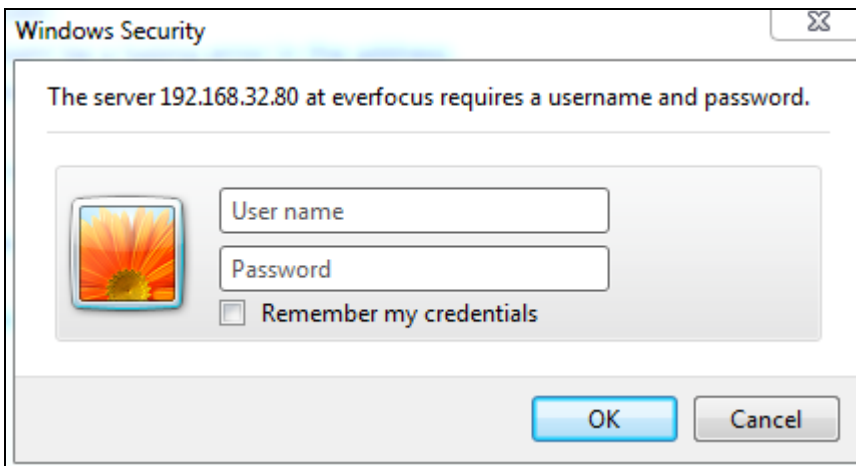 Windows Security
The server 192.168.32.80 at everfocus requires a username and password.
User name
Password
Remember my credentials
OK Cancel